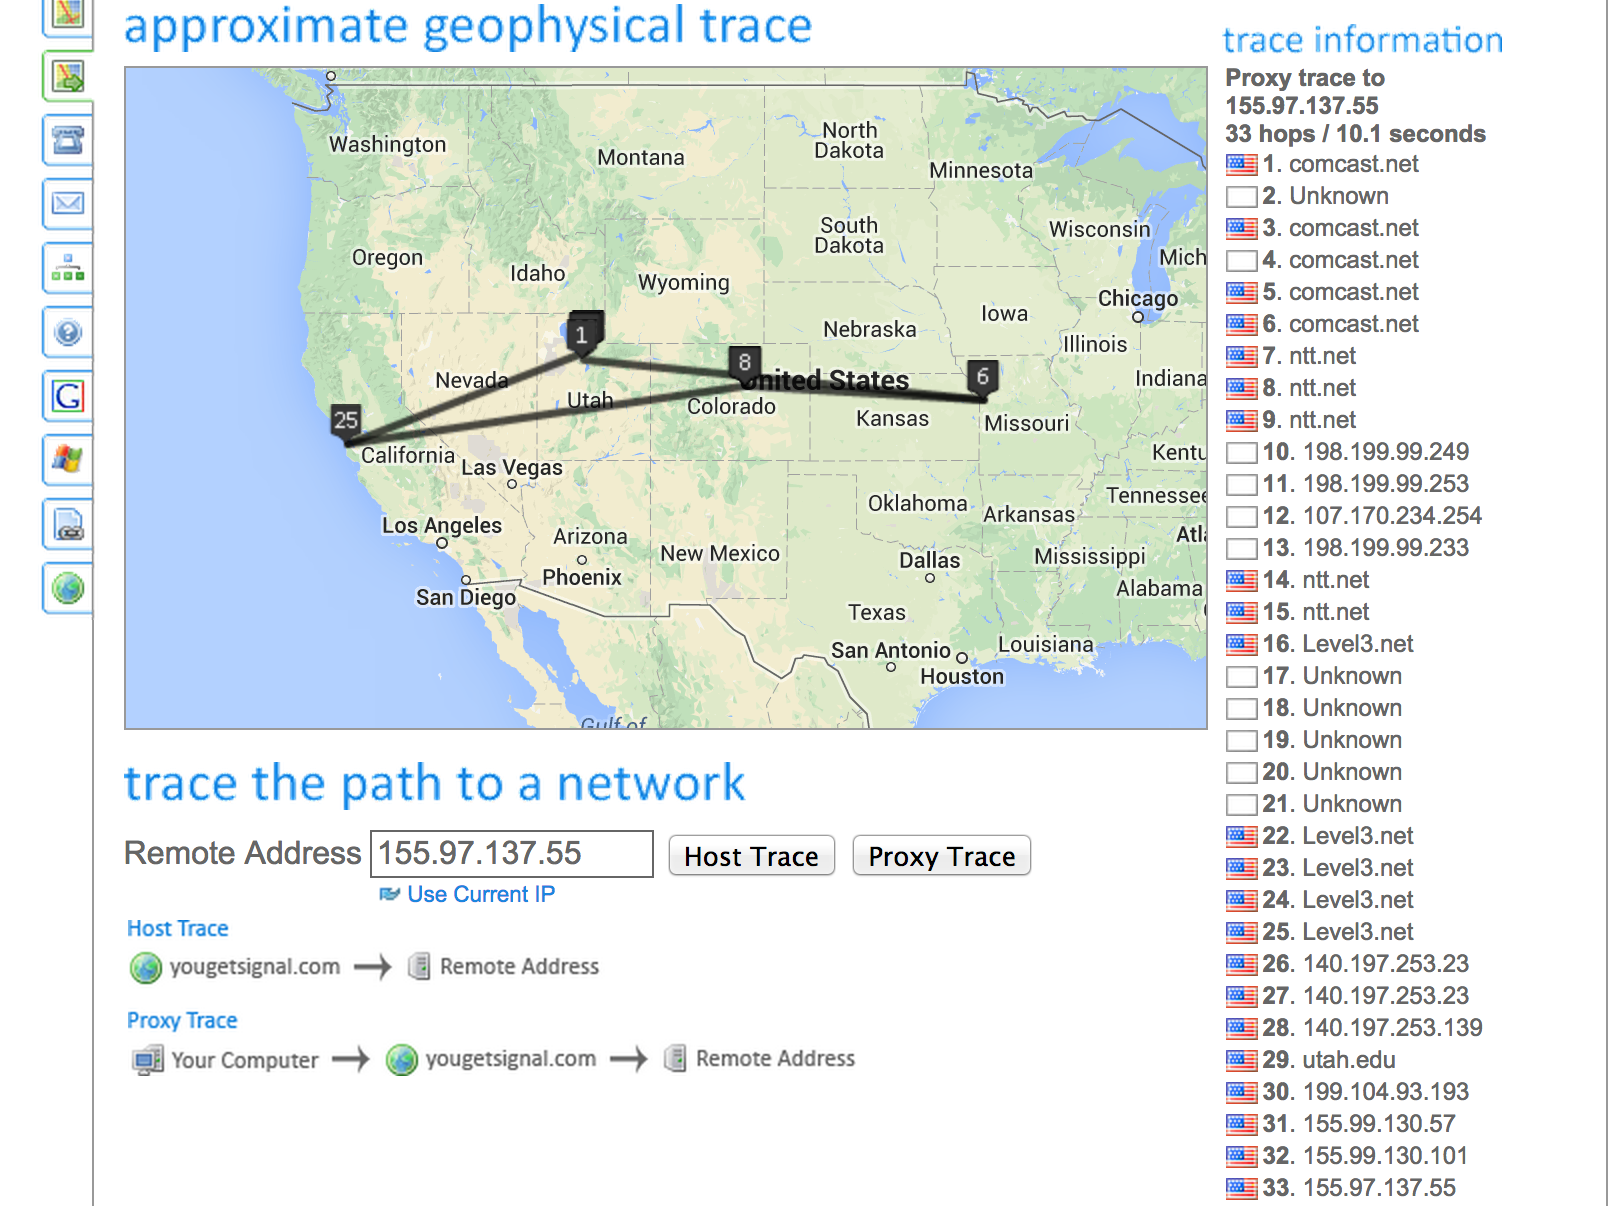 approximate geophysical trace
Washington
Montana
North
Dakota
Minnesota
Oregon
Idaho
Wyoming
South
Dakota
Wisconsin
Mich
Chicago
Iowa
Nebraska
Illinois
Indiana
1
8
6
25
Nevada
Utah
United States
Colorado
Kansas
Missouri
California
Las Vegas
Kentu
Los Angeles
Arizona
Phoenix
New Mexico
Oklahoma
Arkansas
Tennessee
Atl
San Diego
Dallas
Mississippi
Alabama
Texas
San Antonio
Houston
Louisiana
Gulf of
trace the path to a network
Remote Address 155.97.137.55 Host Trace Proxy Trace
Use Current IP
Host Trace
yougetsignal.com Remote Address
Proxy Trace
Your Computer yougetsignal.com Remote Address
trace information
Proxy trace to
155.97.137.55
33 hops / 10.1 seconds
1. comcast.net
2. Unknown
3. comcast.net
4. comcast.net
5. comcast.net
6. comcast.net
7. ntt.net
8. ntt.net
9. ntt.net
10. 198.199.99.249
11. 198.199.99.253
12. 107.170.234.254
13. 198.199.99.233
14. ntt.net
15. ntt.net
16. Level3.net
17. Unknown
18. Unknown
19. Unknown
20. Unknown
21. Unknown
22. Level3.net
23. Level3.net
24. Level3.net
25. Level3.net
26. 140.197.253.23
27. 140.197.253.23
28. 140.197.253.139
29. utah.edu
30. 199.104.93.193
31. 155.99.130.57
32. 155.99.130.101
33. 155.97.137.55